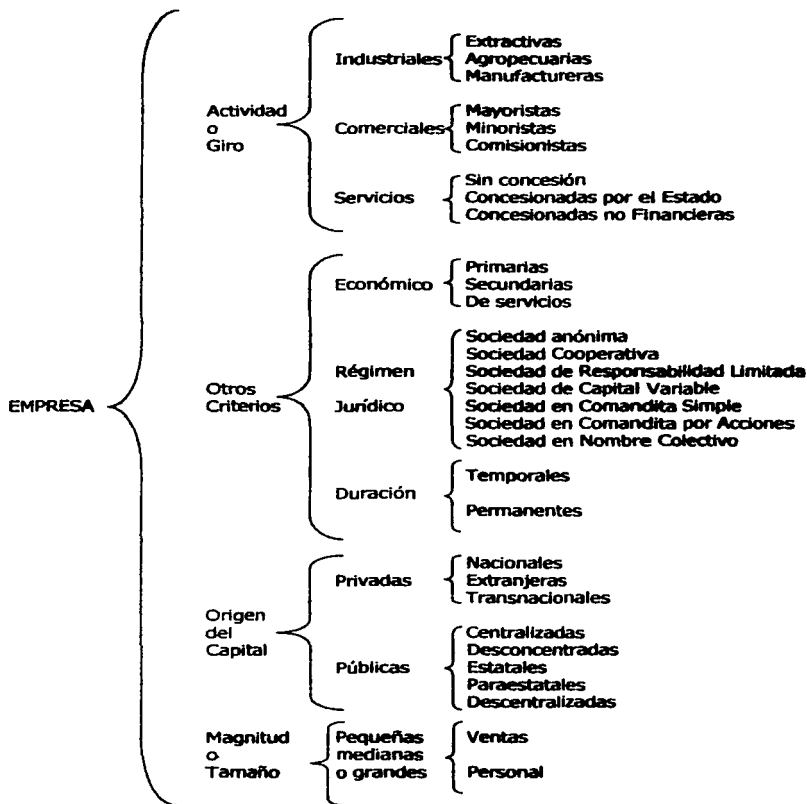 EMPRESA
Actividad
o
Giro
Industriales
Extractivas
Agropecuarias
Manufactureras
Comerciales
Mayoristas
Minoristas
Comisionistas
Servicios
Sin concesión
Concesionadas por el Estado
Concesionadas no Financieras
Otros
Criterios
Económico
Primarias
Secundarias
De servicios
Régimen
Jurídico
Sociedad anónima
Sociedad Cooperativa
Sociedad de Responsabilidad Limitada
Sociedad de Capital Variable
Sociedad en Comandita Simple
Sociedad en Comandita por Acciones
Sociedad en Nombre Colectivo
Duración
Temporales
Permanentes
Origen
del
Capital
Privadas
Nacionales
Extranjeras
Transnacionales
Públicas
Centralizadas
Desconcentradas
Estatales
Paraestatales
Descentralizadas
Magnitud
o
Tamaño
Pequeñas
medianas
o grandes
Ventas
Personal